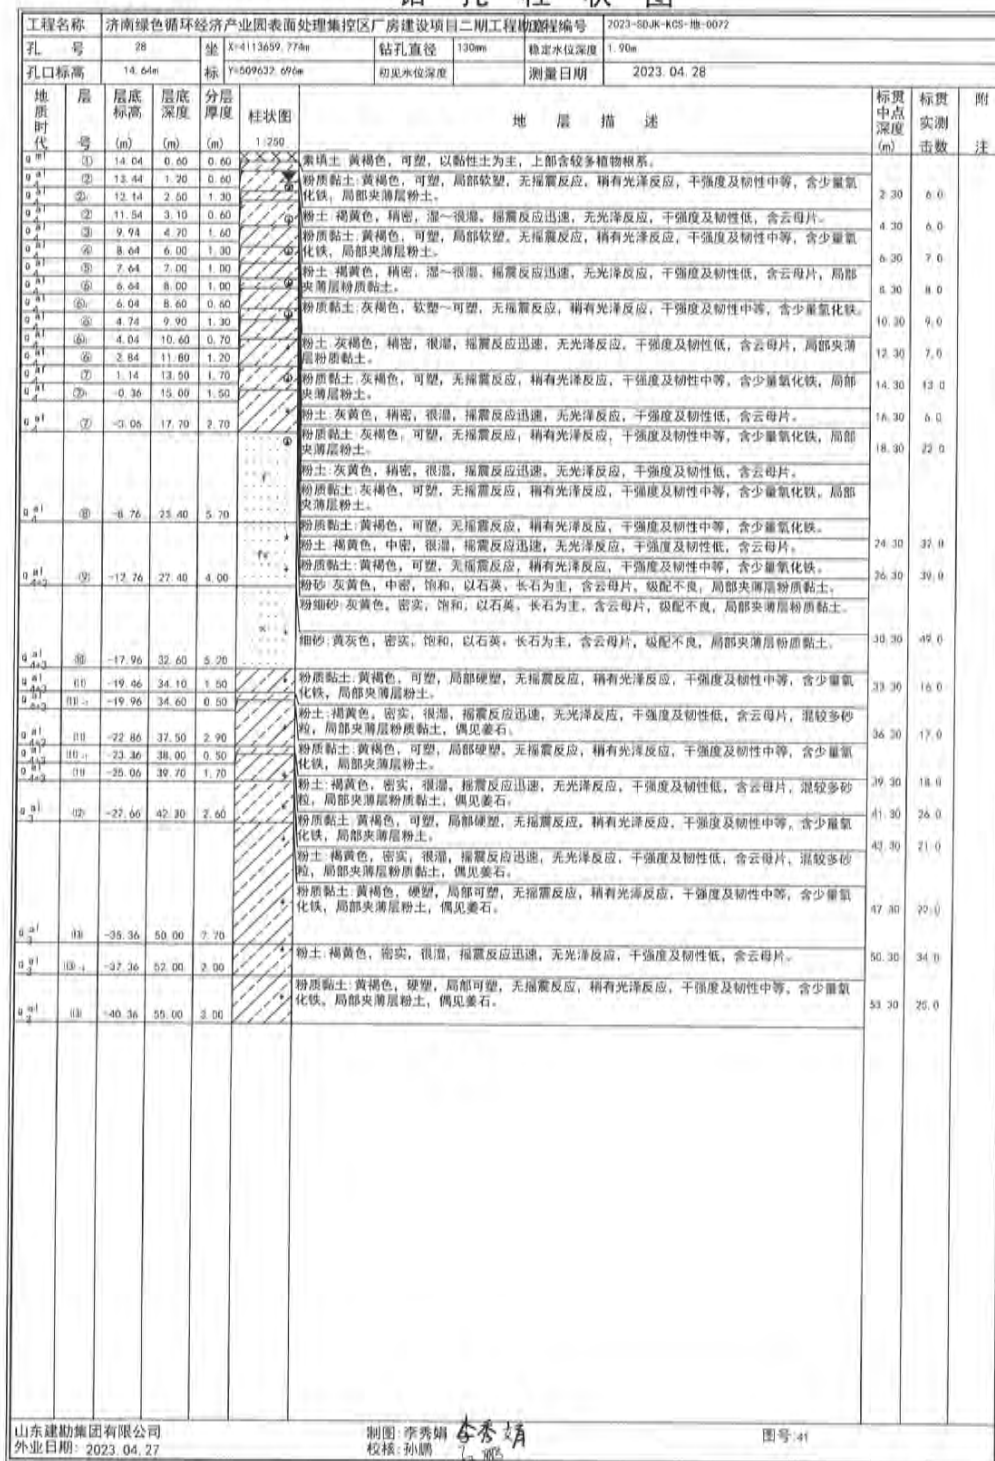 钻 孔 柱 状 图
工程名称 济南绿色循环经济产业园表面处理集控区厂房建设项目二期工程勘察 工程编号 2023-SDJK-KCS-地-0072
孔 号 28 坐 X=4113659.774m 钻孔直径 130mm 稳定水位深度 1.90m
孔口标高 14.64m 标 Y=509632.696m 初见水位深度 测量日期 2023.04.28
地质时代 层号 层底标高(m) 层底深度(m) 分层厚度(m) 柱状图 1:250 地 层 描 述 标贯中点深度(m) 标贯实测击数 附注
① 14.04 0.60 0.60
② 13.44 1.20 0.60
12.14 2.50 1.30
② 11.54 3.10 0.60
③ 9.94 4.70 1.60
④ 8.64 6.00 1.30
⑤ 7.64 7.00 1.00
⑥ 6.64 8.00 1.00
6.04 8.60 0.60
⑥ 4.74 9.90 1.30
4.04 10.60 0.70
⑥ 2.84 11.80 1.20
⑦ 1.14 13.50 1.70
-0.36 15.00 1.50
⑦ -3.06 17.70 2.70
⑧ -8.76 23.40 5.70
⑨ -12.76 27.40 4.00
⑩ -17.96 32.60 5.20
(11) -19.46 34.10 1.50
-19.96 34.60 0.50
(11) -22.86 37.50 2.90
-23.36 38.00 0.50
(11) -25.06 39.70 1.70
(12) -27.66 42.30 2.60
(13) -35.36 50.00 7.70
-37.36 52.00 2.00
(13) -40.36 55.00 3.00
素填土:黄褐色，可塑，以黏性土为主，上部含较多植物根系。
粉质黏土:黄褐色，可塑，局部软塑，无摇震反应，稍有光泽反应，干强度及韧性中等，含少量氧
化铁，局部夹薄层粉土。
粉土:褐黄色，稍密，湿～很湿，摇震反应迅速，无光泽反应，干强度及韧性低，含云母片。
粉质黏土:黄褐色，可塑，局部软塑，无摇震反应，稍有光泽反应，干强度及韧性中等，含少量氧
化铁，局部夹薄层粉土。
粉土:褐黄色，稍密，湿～很湿，摇震反应迅速，无光泽反应，干强度及韧性低，含云母片，局部
夹薄层粉质黏土。
粉质黏土:灰褐色，软塑～可塑，无摇震反应，稍有光泽反应，干强度及韧性中等，含少量氧化铁。
粉土:灰褐色，稍密，很湿，摇震反应迅速，无光泽反应，干强度及韧性低，含云母片，局部夹薄
层粉质黏土。
粉质黏土:灰褐色，可塑，无摇震反应，稍有光泽反应，干强度及韧性中等，含少量氧化铁，局部
夹薄层粉土。
粉土:灰黄色，稍密，很湿，摇震反应迅速，无光泽反应，干强度及韧性低，含云母片。
粉质黏土:灰褐色，可塑，无摇震反应，稍有光泽反应，干强度及韧性中等，含少量氧化铁，局部
夹薄层粉土。
粉土:灰黄色，稍密，很湿，摇震反应迅速，无光泽反应，干强度及韧性低，含云母片。
粉质黏土:灰褐色，可塑，无摇震反应，稍有光泽反应，干强度及韧性中等，含少量氧化铁，局部
夹薄层粉土。
粉质黏土:黄褐色，可塑，无摇震反应，稍有光泽反应，干强度及韧性中等，含少量氧化铁。
粉土:褐黄色，中密，很湿，摇震反应迅速，无光泽反应，干强度及韧性低，含云母片。
粉质黏土:黄褐色，可塑，无摇震反应，稍有光泽反应，干强度及韧性中等，含少量氧化铁。
粉砂:灰黄色，中密，饱和，以石英、长石为主，含云母片，级配不良，局部夹薄层粉质黏土。
粉细砂:灰黄色，密实，饱和，以石英、长石为主，含云母片，级配不良，局部夹薄层粉质黏土。
细砂:黄灰色，密实，饱和，以石英、长石为主，含云母片，级配不良，局部夹薄层粉质黏土。
粉质黏土:黄褐色，可塑，局部硬塑，无摇震反应，稍有光泽反应，干强度及韧性中等，含少量氧
化铁，局部夹薄层粉土。
粉土:褐黄色，密实，很湿，摇震反应迅速，无光泽反应，干强度及韧性低，含云母片，混较多砂
粒，局部夹薄层粉质黏土，偶见姜石。
粉质黏土:黄褐色，可塑，局部硬塑，无摇震反应，稍有光泽反应，干强度及韧性中等，含少量氧
化铁，局部夹薄层粉土。
粉土:褐黄色，密实，很湿，摇震反应迅速，无光泽反应，干强度及韧性低，含云母片，混较多砂
粒，局部夹薄层粉质黏土，偶见姜石。
粉质黏土:黄褐色，可塑，局部硬塑，无摇震反应，稍有光泽反应，干强度及韧性中等，含少量氧
化铁，局部夹薄层粉土。
粉土:褐黄色，密实，很湿，摇震反应迅速，无光泽反应，干强度及韧性低，含云母片，混较多砂
粒，局部夹薄层粉质黏土，偶见姜石。
粉质黏土:黄褐色，硬塑，局部可塑，无摇震反应，稍有光泽反应，干强度及韧性中等，含少量氧
化铁，局部夹薄层粉土，偶见姜石。
粉土:褐黄色，密实，很湿，摇震反应迅速，无光泽反应，干强度及韧性低，含云母片。
粉质黏土:黄褐色，硬塑，局部可塑，无摇震反应，稍有光泽反应，干强度及韧性中等，含少量氧
化铁，局部夹薄层粉土，偶见姜石。
2.30 6.0
4.30 6.0
6.30 7.0
8.30 8.0
10.30 9.0
12.30 7.0
14.30 13.0
16.30 6.0
18.30 22.0
24.30 37.0
26.30 39.0
30.30 49.0
33.30 16.0
36.30 17.0
39.30 18.0
41.30 26.0
43.30 21.0
47.30 22.0
50.30 34.0
53.30 25.0
山东建勘集团有限公司 制图:李秀娟 李秀娟 图号:41
外业日期: 2023.04.27 校核:孙鹏